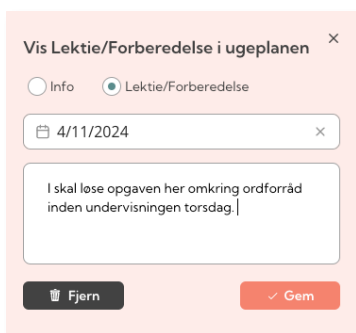 Vis Lektie/Forberedelse i ugeplanen
Info Lektie/Forberedelse
4/11/2024
I skal løse opgaven her omkring ordforråd
inden undervisningen torsdag.
Fjern Gem